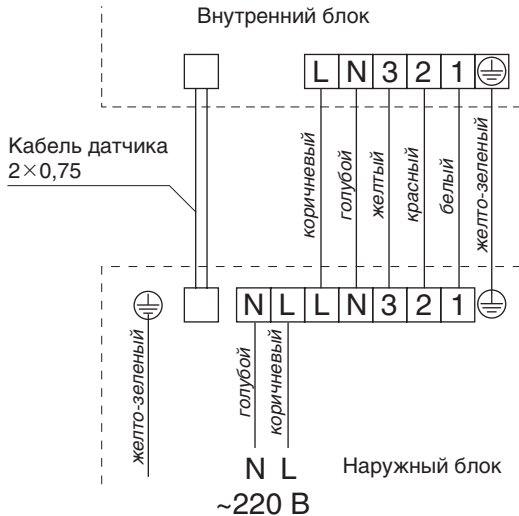 Внутренний блок
L N 3 2 1
Кабель датчика
2×0,75
коричневый
голубой
желтый
красный
белый
желто-зеленый
N L L N 3 2 1
желто-зеленый
голубой
коричневый
N L
Наружный блок
~220 В